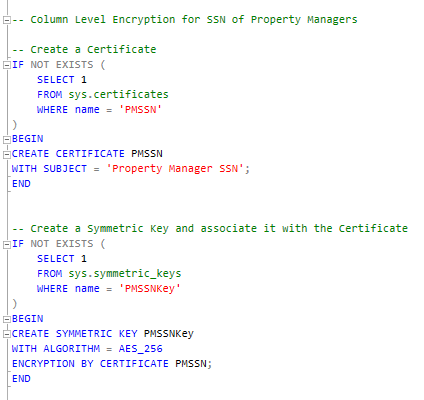 -- Column Level Encryption for SSN of Property Managers
-- Create a Certificate
IF NOT EXISTS (
    SELECT 1
    FROM sys.certificates
    WHERE name = 'PMSSN'
)
BEGIN
CREATE CERTIFICATE PMSSN
WITH SUBJECT = 'Property Manager SSN';
END
-- Create a Symmetric Key and associate it with the Certificate
IF NOT EXISTS (
    SELECT 1
    FROM sys.symmetric_keys
    WHERE name = 'PMSSNKey'
)
BEGIN
CREATE SYMMETRIC KEY PMSSNKey
WITH ALGORITHM = AES_256
ENCRYPTION BY CERTIFICATE PMSSN;
END